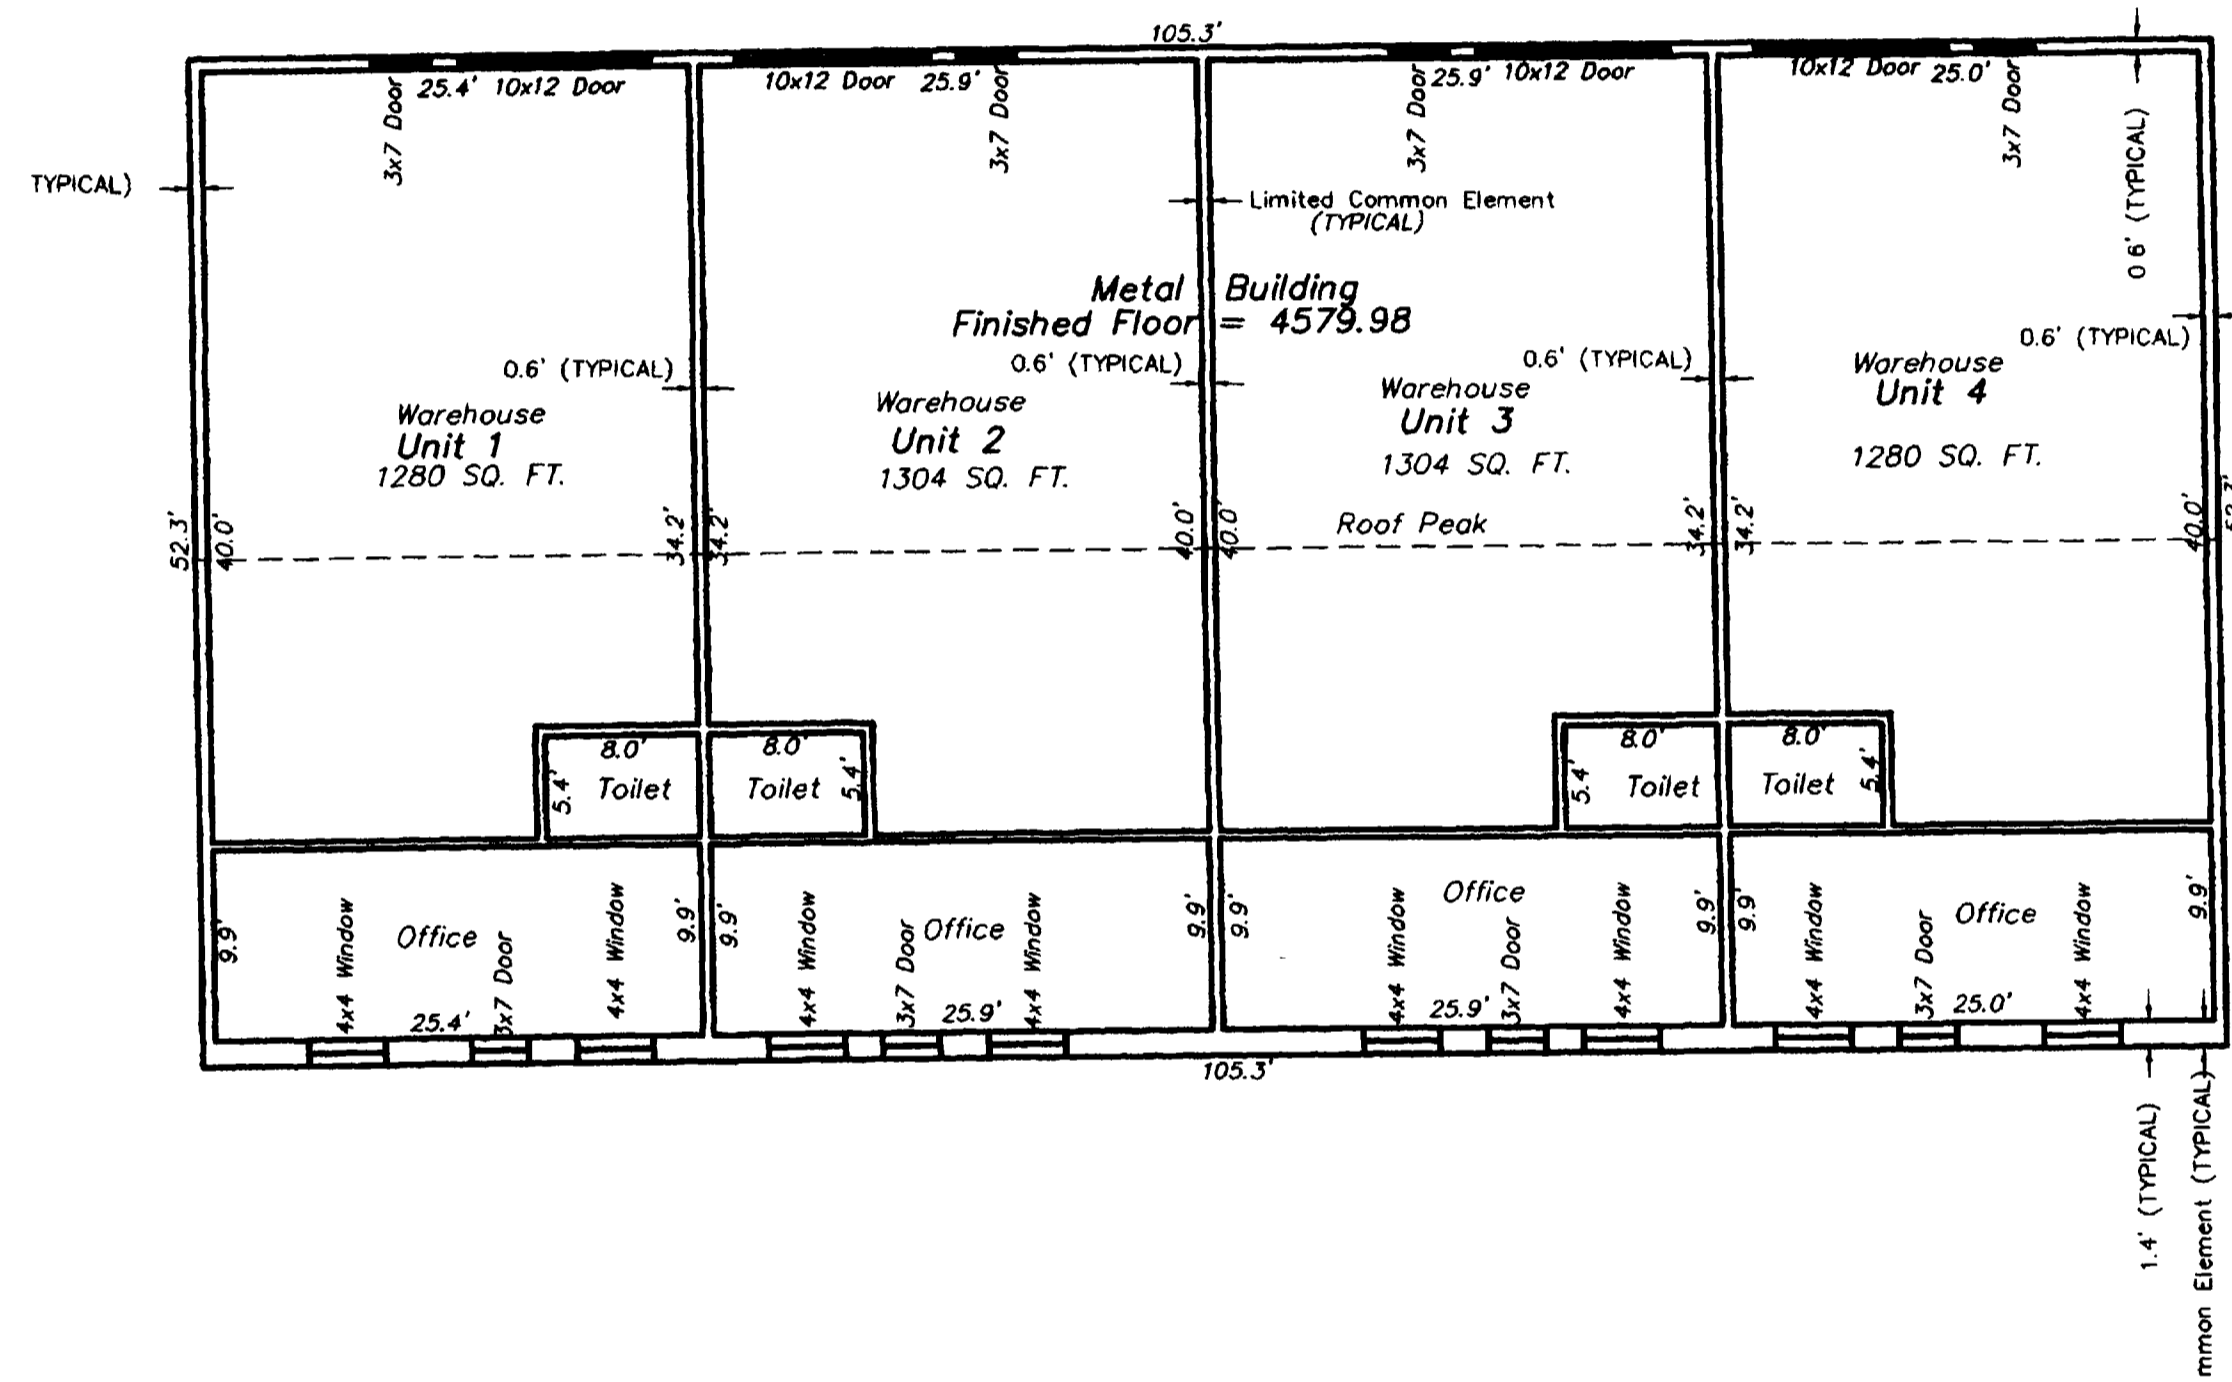 105.3'
3x7 Door
25.4'
10x12 Door
10x12 Door
25.9'
3x7 Door
3x7 Door
25.9'
10x12 Door
10x12 Door
25.0'
3x7 Door
0.6' (TYPICAL)
TYPICAL)
Limited Common Element
(TYPICAL)
Metal Building
Finished Floor = 4579.98
0.6' (TYPICAL)
0.6' (TYPICAL)
0.6' (TYPICAL)
0.6' (TYPICAL)
Warehouse
Unit 1
1280 SQ. FT.
Warehouse
Unit 2
1304 SQ. FT.
Warehouse
Unit 3
1304 SQ. FT.
Warehouse
Unit 4
1280 SQ. FT.
52.3'
40.0'
34.2'
34.2'
40.0'
40.0'
Roof Peak
34.2'
34.2'
40.0'
8.0'
5.4'
Toilet
8.0'
Toilet
5.4'
8.0'
5.4'
Toilet
8.0'
Toilet
5.4'
9.9'
4x4 Window
Office
25.4'
3x7 Door
4x4 Window
9.9'
9.9'
4x4 Window
3x7 Door
Office
25.9'
4x4 Window
9.9'
9.9'
4x4 Window
Office
25.9'
3x7 Door
4x4 Window
9.9'
9.9'
4x4 Window
3x7 Door
Office
25.0'
4x4 Window
9.9'
105.3'
1.4' (TYPICAL)
mmon Element (TYPICAL)